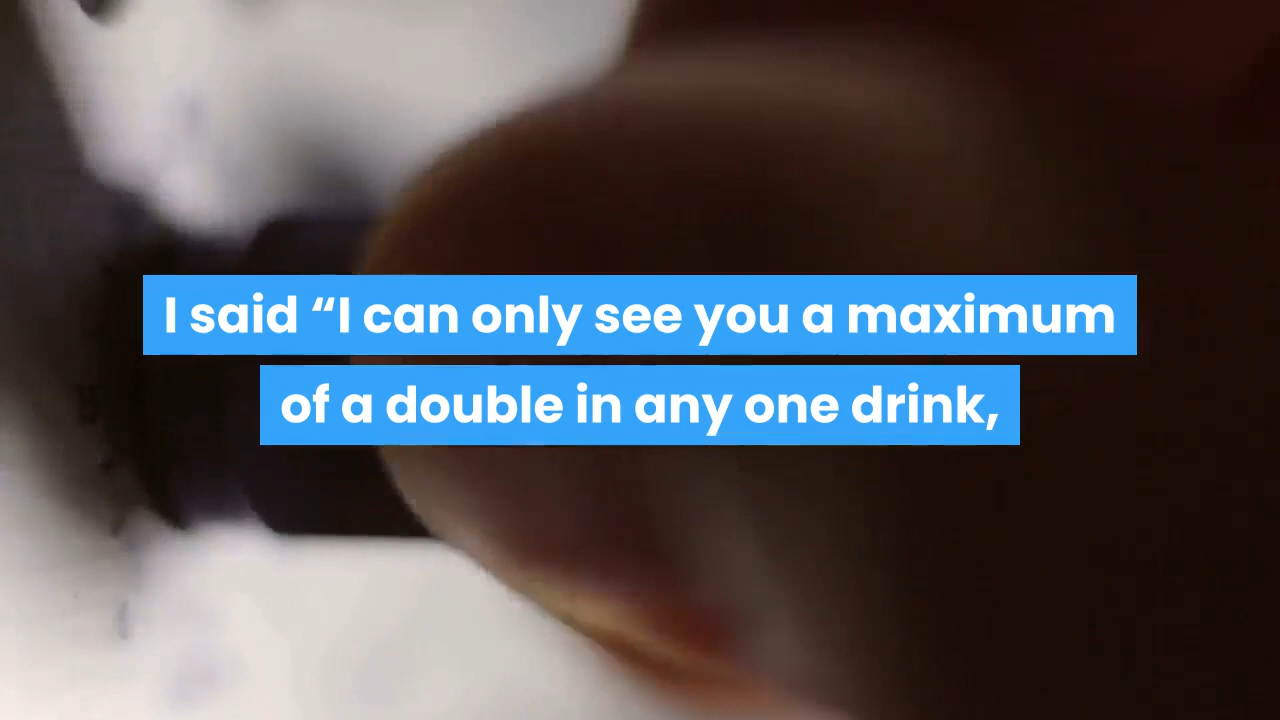 I said “I can only see you a maximum
of a double in any one drink,